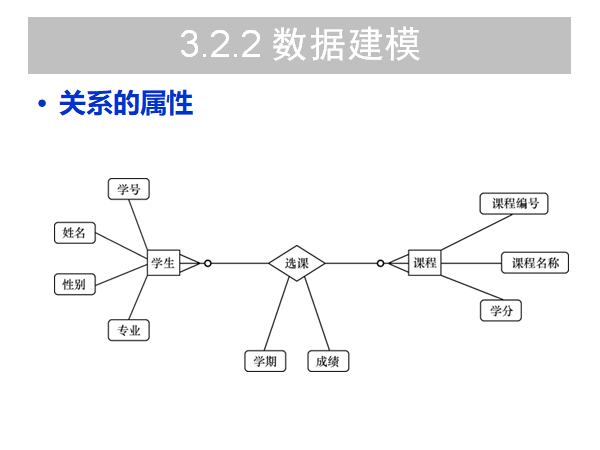 3.2.2 数据建模
• 关系的属性
学号
姓名
性别
专业
学生
选课
学期
成绩
课程
课程编号
课程名称
学分